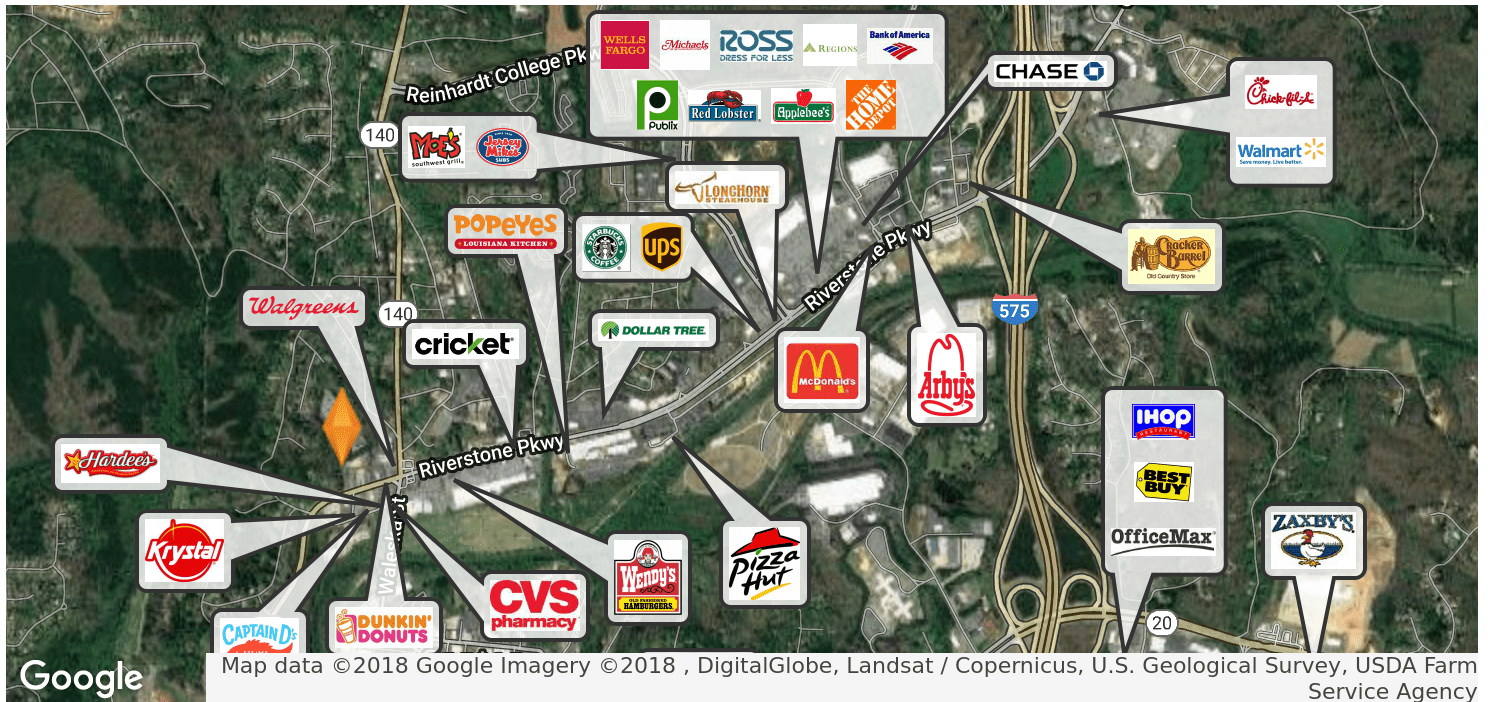 WELLS
FARGO
Michaels
ROSS
DRESS FOR LESS
REGIONS
Bank of America
Reinhardt College Pk
CHASE
Publix
Red Lobster
Applebee's
THE
HOME
DEPOT
Chick-fil-A
Walmart
Save money. Live better.
140
MOE'S
southwest grill
Jersey
Mike's
SUBS
LONGHORN
STEAKHOUSE
POPEYES
LOUISIANA KITCHEN
STARBUCKS
COFFEE
ups
Riverstone Pkwy
CRACKER
BARREL
Old Country Store
Walgreens
140
cricket
DOLLAR TREE
575
McDonald's
Arby's
IHOP
RESTAURANT
Riverstone Pkwy
Hardee's
BEST
BUY
Krystal
OfficeMax
ZAXBY'S
Pizza
Hut
Wendy's
OLD FASHIONED
HAMBURGERS
CVS
pharmacy
CAPTAIN D'S
DUNKIN'
DONUTS
20
Google
Map data ©2018 Google Imagery ©2018 , DigitalGlobe, Landsat / Copernicus, U.S. Geological Survey, USDA Farm
Service Agency